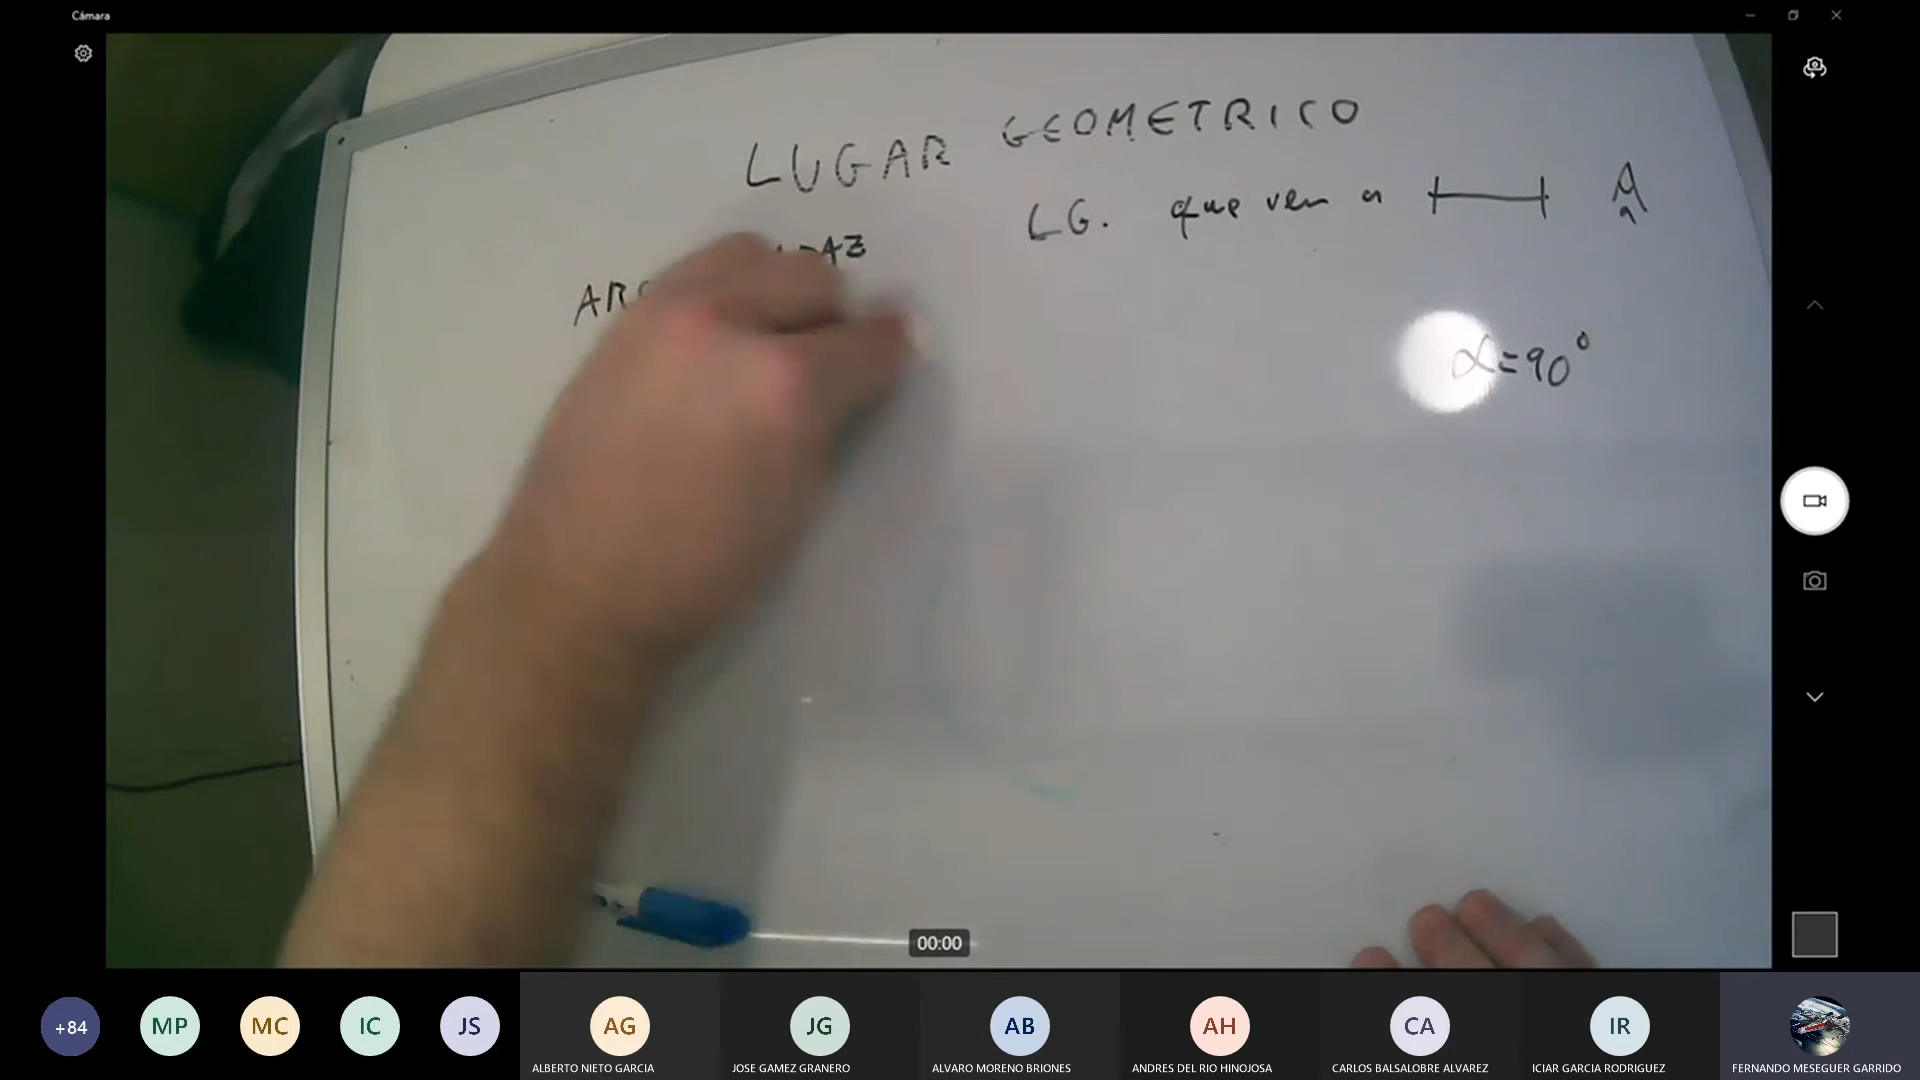 Cámara
LUGAR GEOMETRICO
LG. que ven a
α=90°
00:00
+84
MP
MC
IC
JS
AG
JG
AB
AH
CA
IR
ALBERTO NIETO GARCIA
JOSE GAMEZ GRANERO
ALVARO MORENO BRIONES
ANDRES DEL RIO HINOJOSA
CARLOS BALSALOBRE ALVAREZ
ICIAR GARCIA RODRIGUEZ
FERNANDO MESEGUER GARRIDO